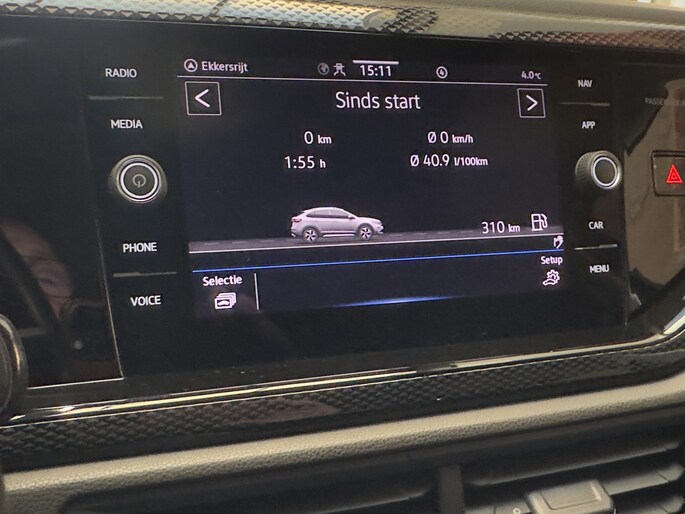 RADIO
MEDIA
PHONE
VOICE
Ekkersrijt
15:11
4
4.0°C
Sinds start
0 km
Ø 0 km/h
1:55 h
Ø 40.9 l/100km
310 km
Selectie
Setup
NAV
APP
CAR
MENU